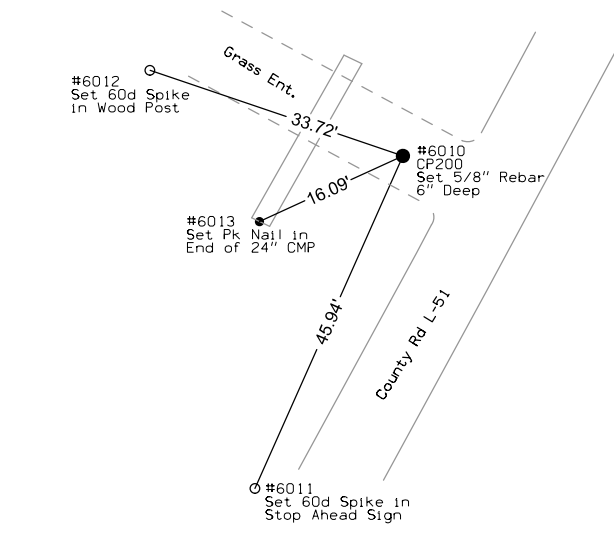 Grass Ent.
#6012
Set 60d Spike
in Wood Post
33.72'
#6010
CP200
Set 5/8" Rebar
6" Deep
16.09'
#6013
Set Pk Nail in
End of 24" CMP
45.94'
County Rd L-51
#6011
Set 60d Spike in
Stop Ahead Sign